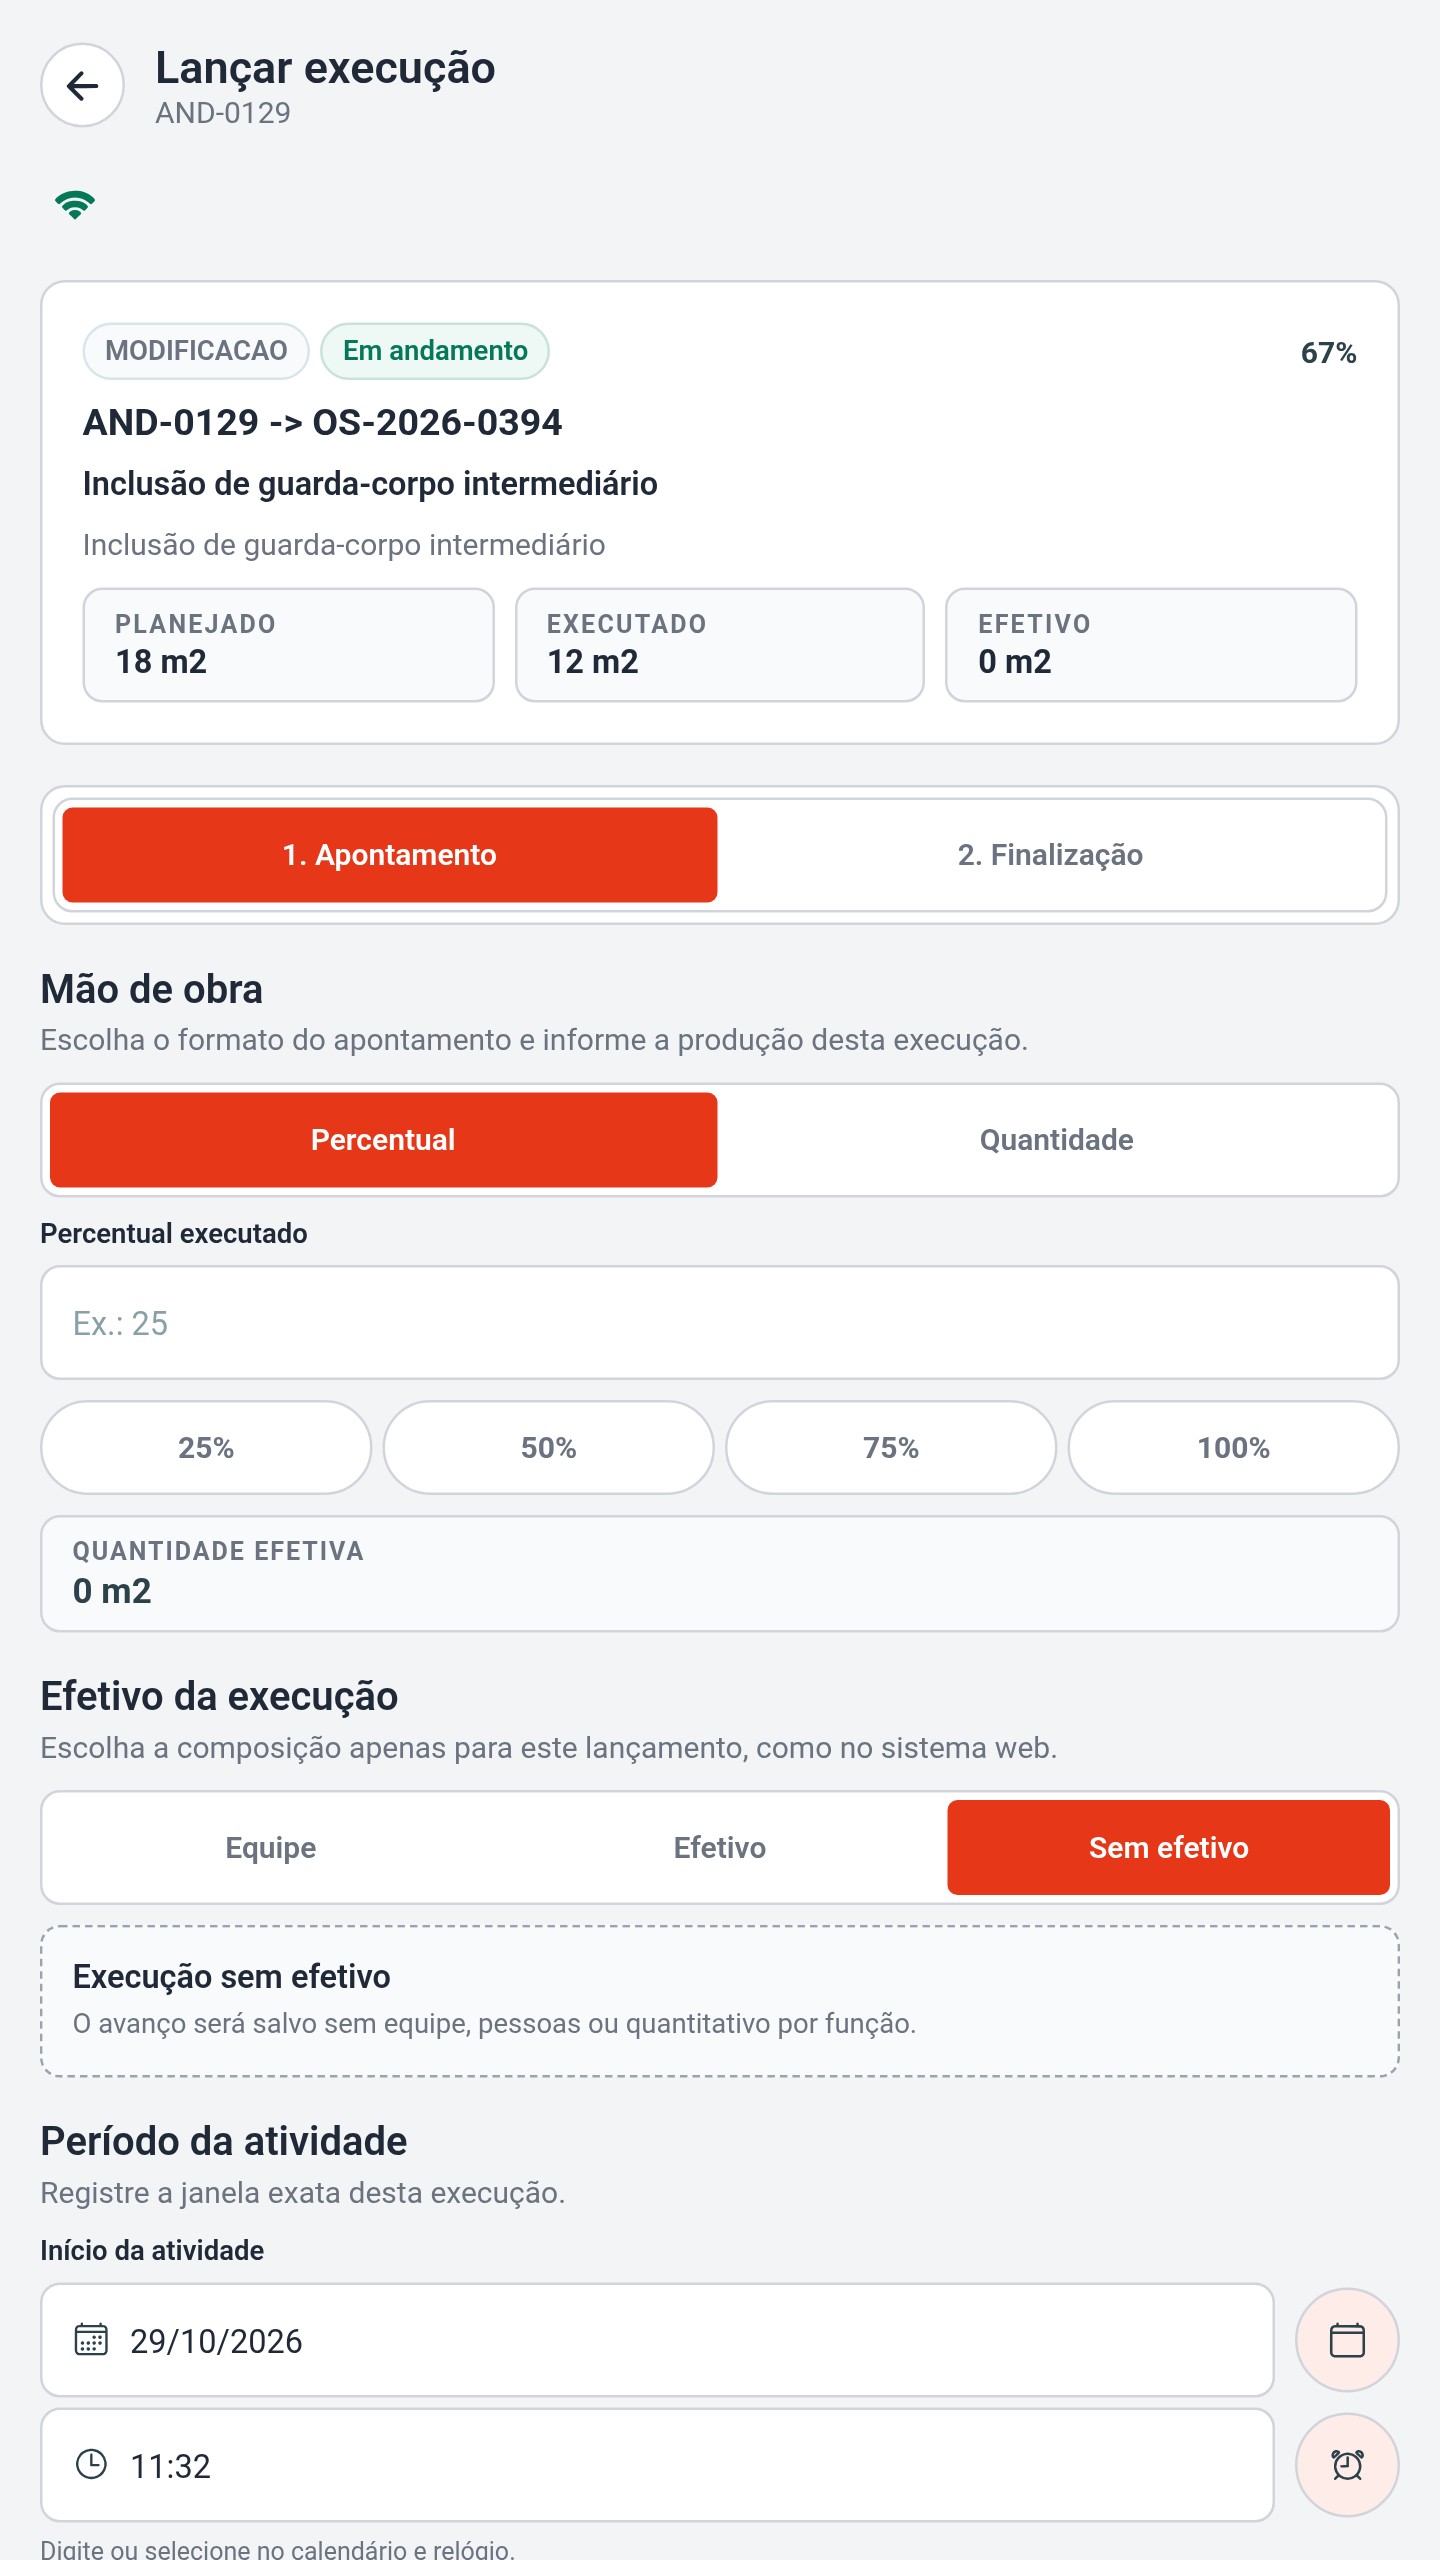 Lançar execução
AND-0129
MODIFICACAO Em andamento 67%
AND-0129 -> OS-2026-0394
Inclusão de guarda-corpo intermediário
Inclusão de guarda-corpo intermediário
PLANEJADO EXECUTADO EFETIVO
18 m2 12 m2 0 m2
1. Apontamento 2. Finalização
Mão de obra
Escolha o formato do apontamento e informe a produção desta execução.
Percentual Quantidade
Percentual executado
Ex.: 25
25% 50% 75% 100%
QUANTIDADE EFETIVA
0 m2
Efetivo da execução
Escolha a composição apenas para este lançamento, como no sistema web.
Equipe Efetivo Sem efetivo
Execução sem efetivo
O avanço será salvo sem equipe, pessoas ou quantitativo por função.
Período da atividade
Registre a janela exata desta execução.
Início da atividade
29/10/2026
11:32
Digite ou selecione no calendário e relógio.